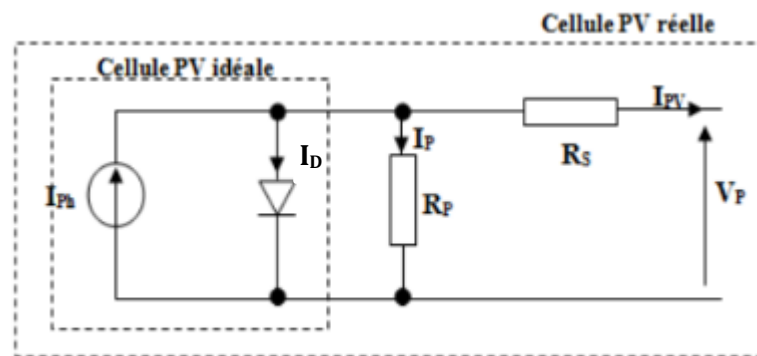 Cellule PV réelle
Cellule PV idéale
I_Ph
I_D
I_P
R_P
R_S
I_PV
V_P